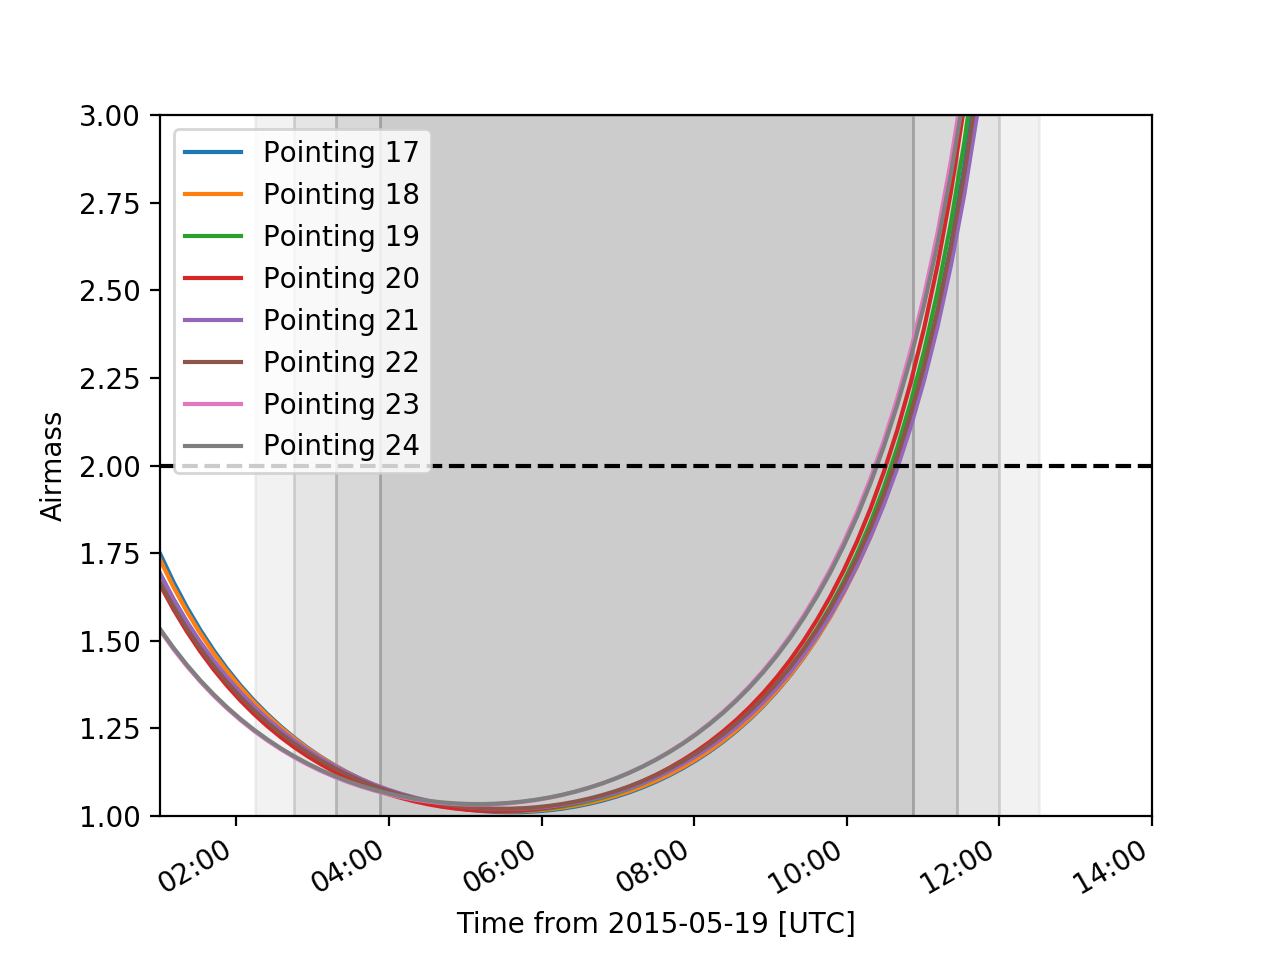 3.00
2.75
2.50
2.25
2.00
1.75
1.50
1.25
1.00
Airmass
Pointing 17
Pointing 18
Pointing 19
Pointing 20
Pointing 21
Pointing 22
Pointing 23
Pointing 24
02:00 04:00 06:00 08:00 10:00 12:00 14:00
Time from 2015-05-19 [UTC]